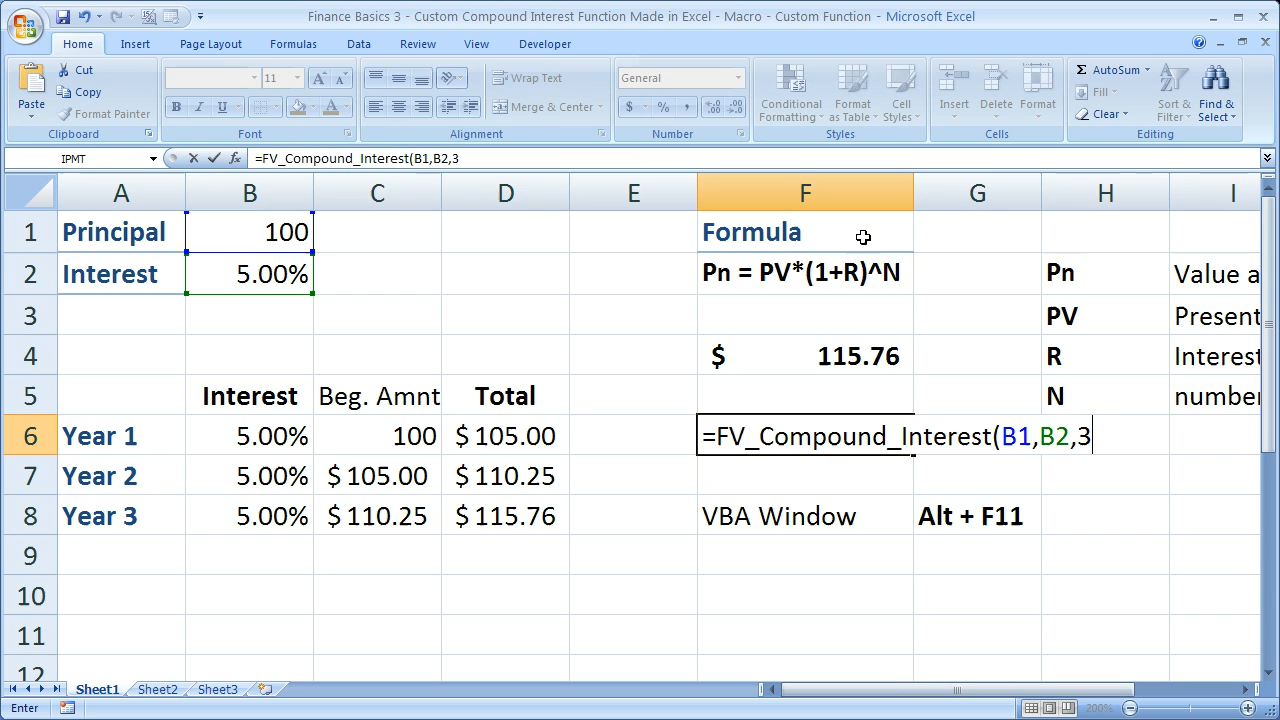 Finance Basics 3 - Custom Compound Interest Function Made in Excel - Macro- Custom Function - Microsoft Excel
Home Insert Page Layout Formulas Data Review View Developer
Paste
Cut
Copy
Format Painter
Clipboard
11
B I U
Font
Wrap Text
Merge & Center
Alignment
General
$ % ,
Number
Conditional Formatting
Format as Table
Cell Styles
Styles
Insert Delete Format
Cells
AutoSum
Fill
Clear
Sort & Filter
Find & Select
Editing
IPMT fx =FV_Compound_Interest(B1,B2,3
A B C D E F G H I
1 Principal 100 Formula
2 Interest 5.00% Pn = PV*(1+R)^N Pn Value a
3 PV Present
4 $ 115.76 R Interest
5 Interest Beg. Amnt Total N number
6 Year 1 5.00% 100 $ 105.00 =FV_Compound_Interest(B1,B2,3
7 Year 2 5.00% $ 105.00 $ 110.25
8 Year 3 5.00% $ 110.25 $ 115.76 VBA Window Alt + F11
9
10
11
12
Sheet1 Sheet2 Sheet3
Enter 200%